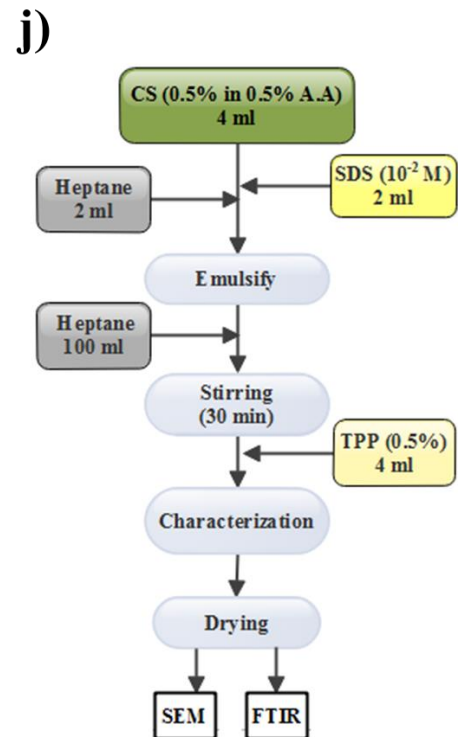 j)
CS (0.5% in 0.5% A.A)
4 ml
Heptane
2 ml
SDS (10⁻² M)
2 ml
Emulsify
Heptane
100 ml
Stirring
(30 min)
TPP (0.5%)
4 ml
Characterization
Drying
SEM
FTIR